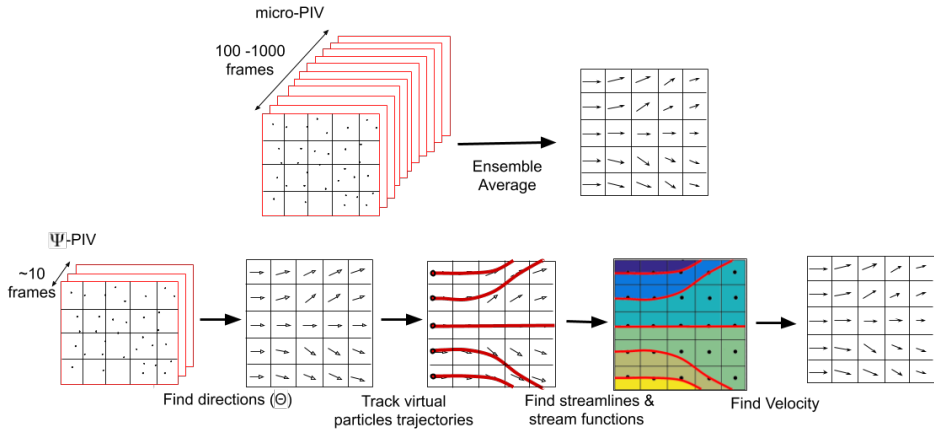 micro-PIV
100 -1000
frames
Ensemble
Average
Ψ-PIV
~10
frames
Find directions (Θ)
Track virtual
particles trajectories
Find streamlines &
stream functions
Find Velocity